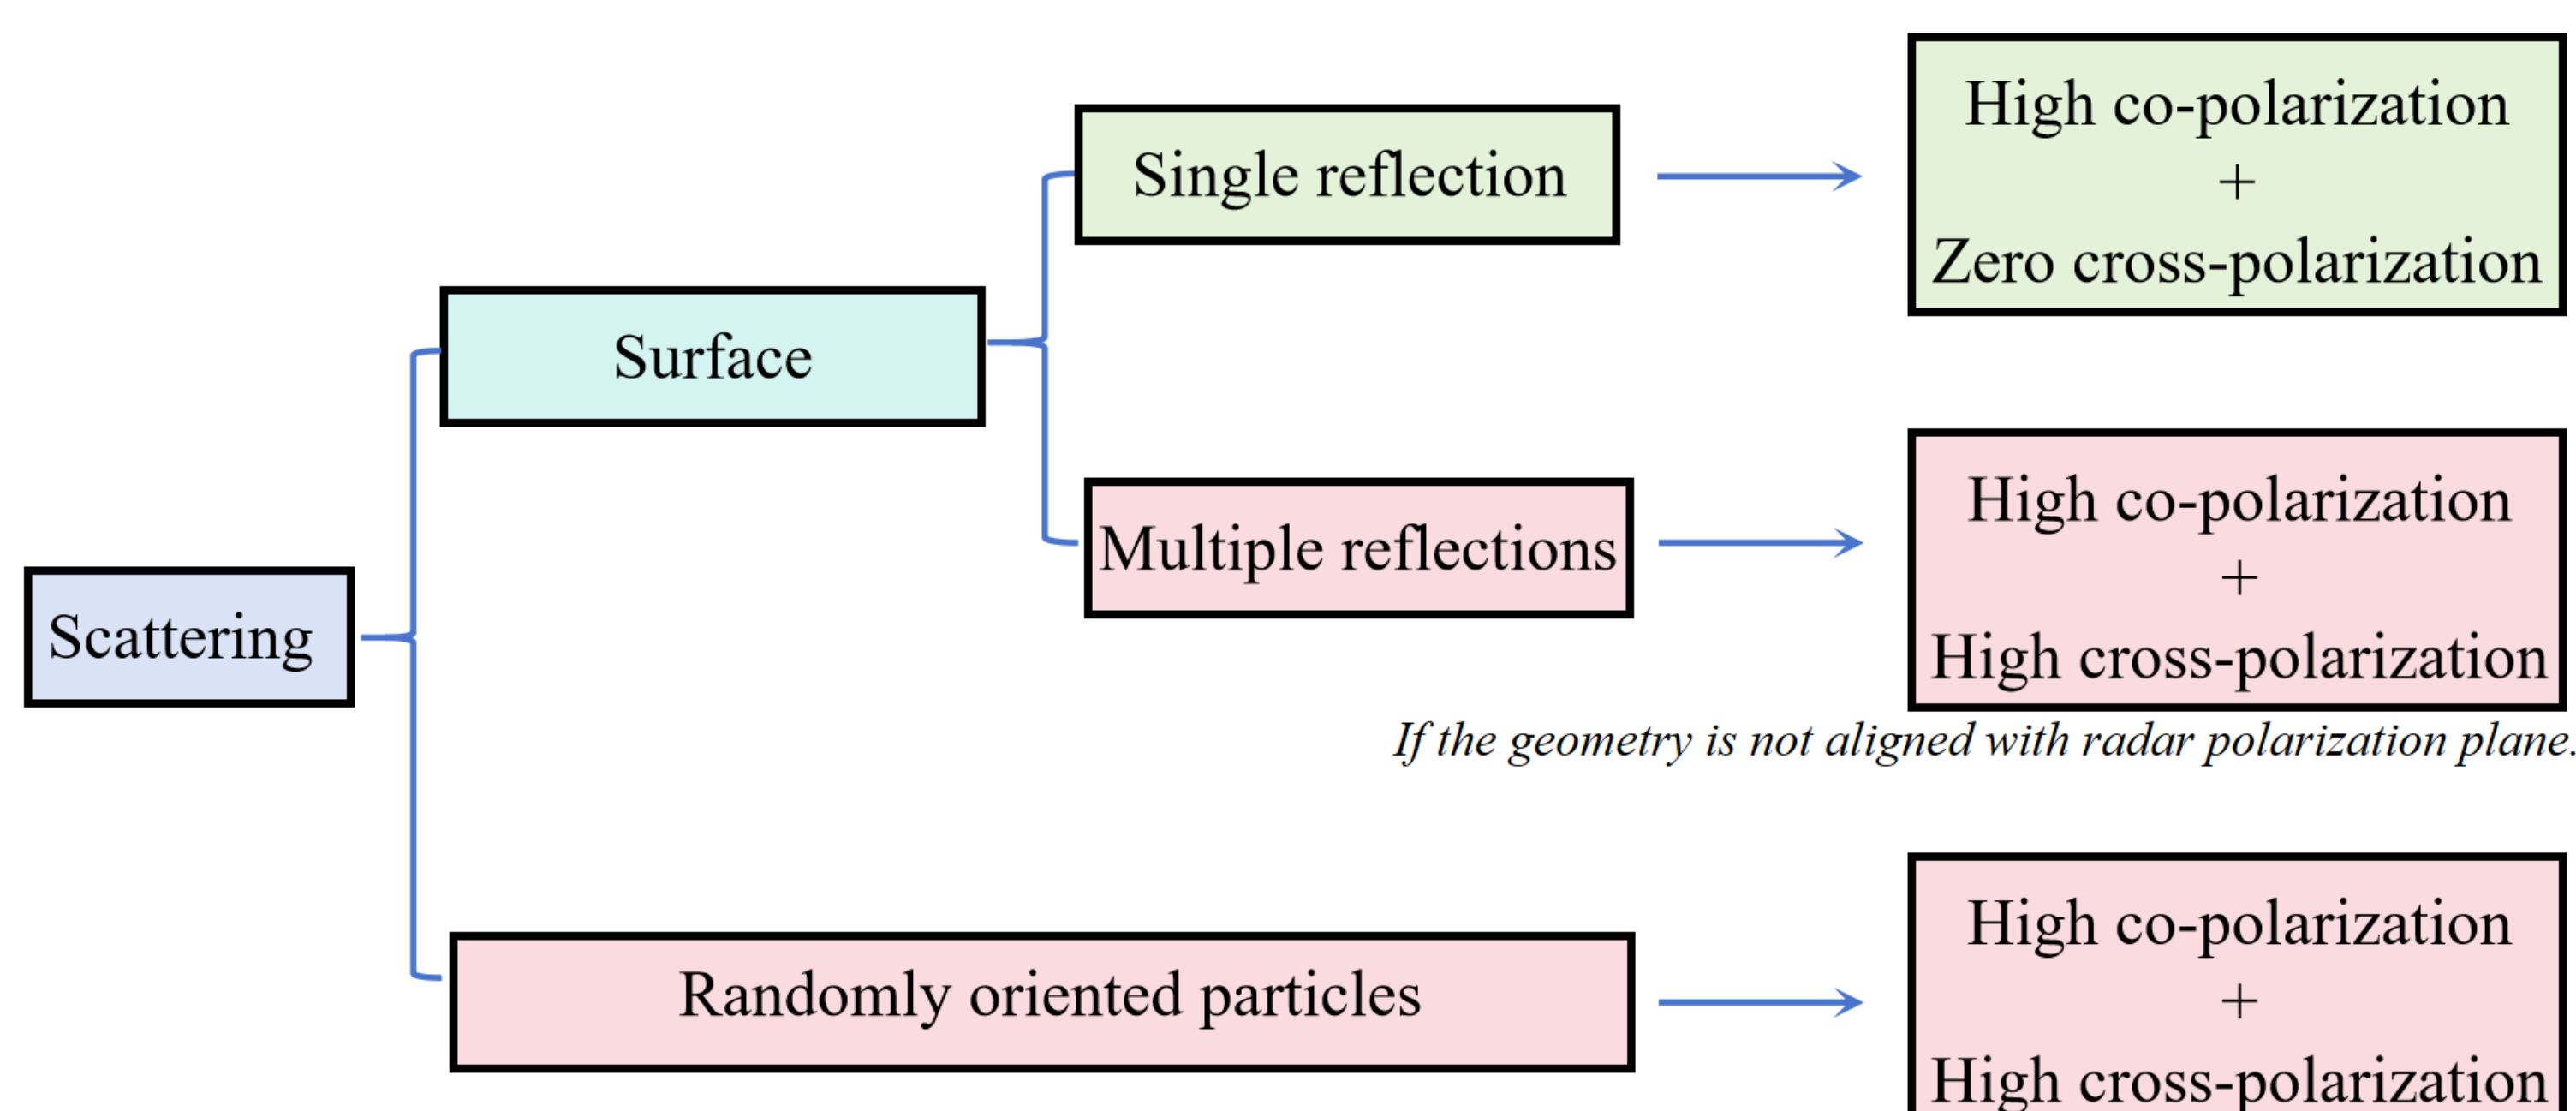 High co-polarization
+
Zero cross-polarization
Single reflection
Surface
High co-polarization
+
High cross-polarization
Multiple reflections
Scattering
If the geometry is not aligned with radar polarization plane.
High co-polarization
+
High cross-polarization
Randomly oriented particles